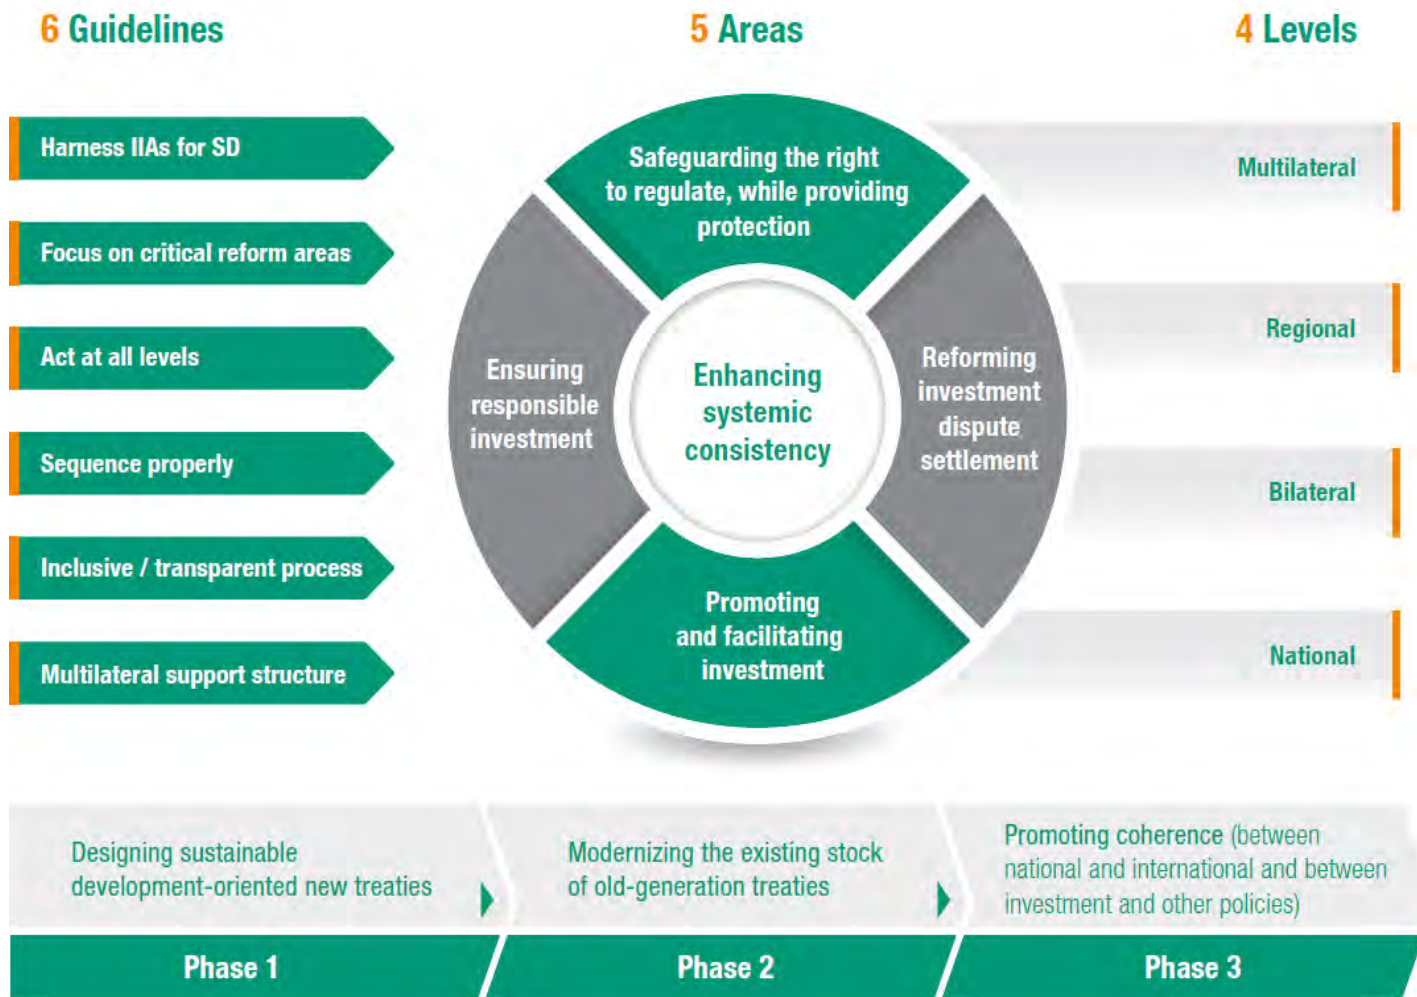 6 Guidelines
5 Areas
4 Levels
Harness IIAs for SD
Focus on critical reform areas
Act at all levels
Sequence properly
Inclusive / transparent process
Multilateral support structure
Safeguarding the right
to regulate, while providing
protection
Ensuring
responsible
investment
Enhancing
systemic
consistency
Reforming
investment
dispute
settlement
Promoting
and facilitating
investment
Multilateral
Regional
Bilateral
National
Designing sustainable
development-oriented new treaties
Modernizing the existing stock
of old-generation treaties
Promoting coherence (between
national and international and between
investment and other policies)
Phase 1
Phase 2
Phase 3